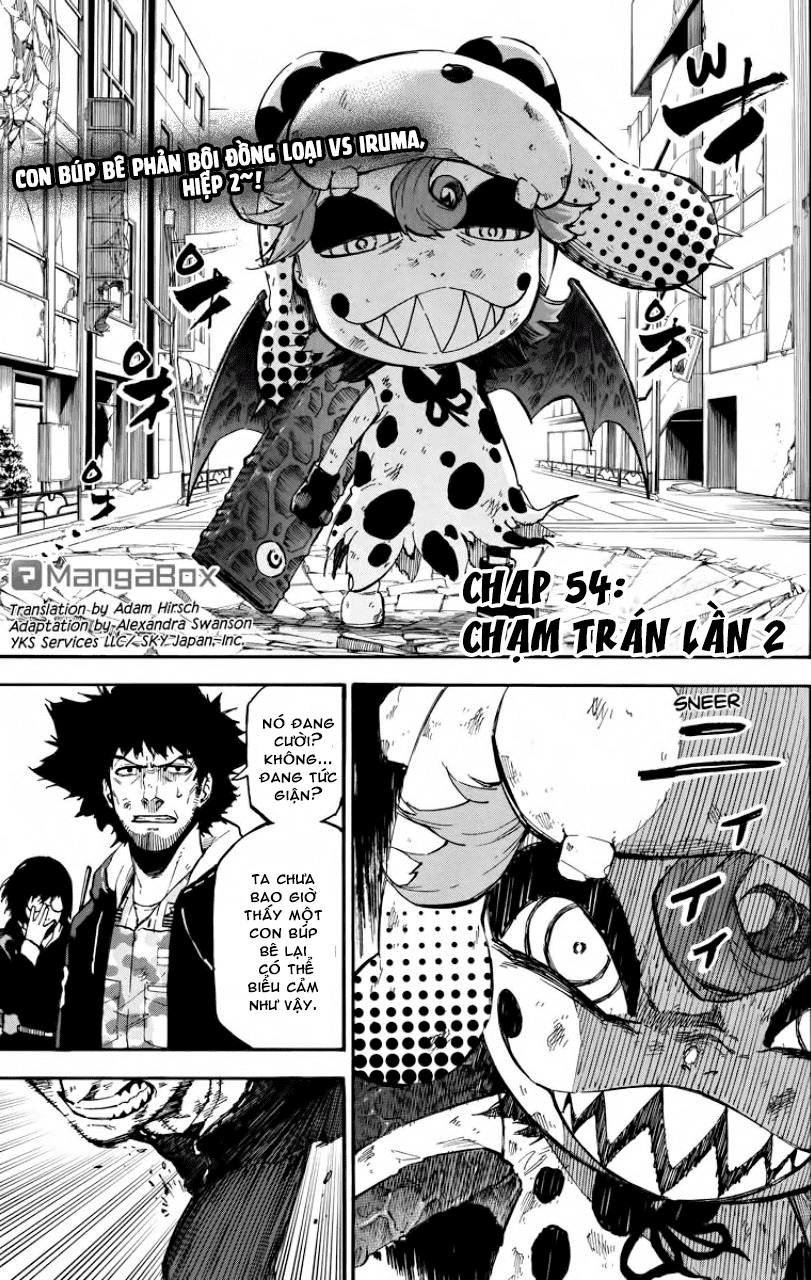 CON BÚP BÊ PHẢN BỘI ĐỒNG LOẠI VS IRUMA,
HIỆP 2~!
MangaBox
Translation by Adam Hirsch
Adaptation by Alexandra Swanson
YKS Services LLC/ SKY Japan, Inc.
CHAP 54:
CHẠM TRÁN LẦN 2
NÓ ĐANG
CƯỜI?
KHÔNG...
ĐANG TỨC
GIẬN?
TA CHƯA
BAO GIỜ
THẤY MỘT
CON BÚP
BÊ LẠI
CÓ THỂ
BIỂU CẢM
NHƯ VẬY.
SNEER